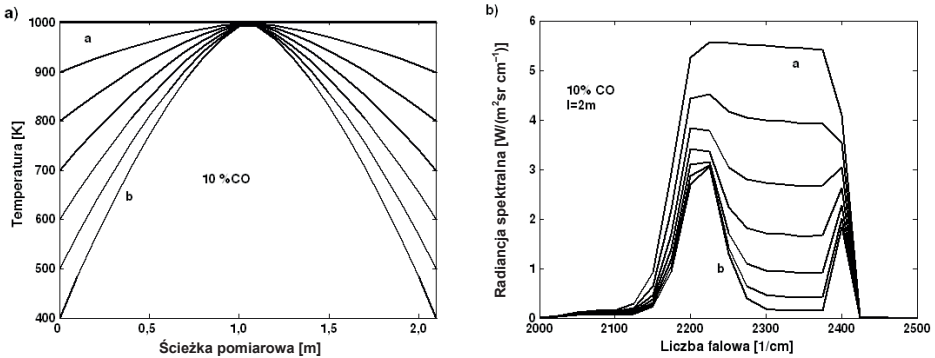 a)
1000
900
800
700
600
500
400
Temperatura [K]
a
b
10 %CO
0
0,5
1,0
1,5
2,0
Ścieżka pomiarowa [m]
b)
6
5
4
3
2
1
0
Radiancja spektralna [W/(m²sr cm⁻¹)]
10% CO
l=2m
a
b
2000
2100
2200
2300
2400
2500
Liczba falowa [1/cm]